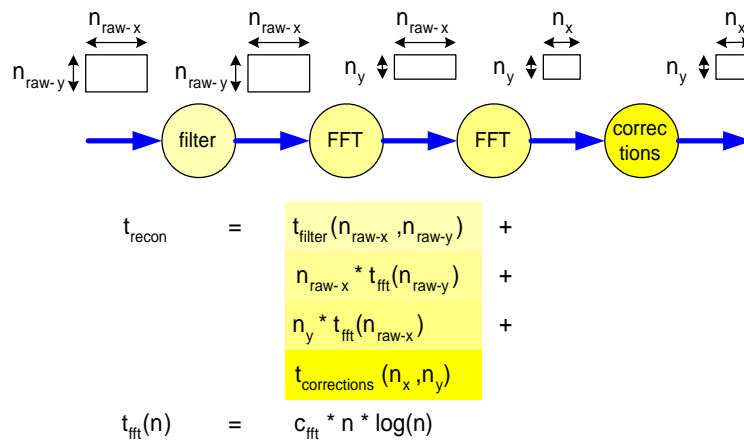 n raw-x n raw-x n raw-x n x n
n raw-y n raw-y n y n y n y
filter FFT FFT correc
tions
t recon = t filter (n raw-x ,n raw-y) +
n raw-x * t fft (n raw-y) +
n y * t fft (n raw-x) +
t corrections (n x ,n y)
t fft (n) = c fft * n * log(n)